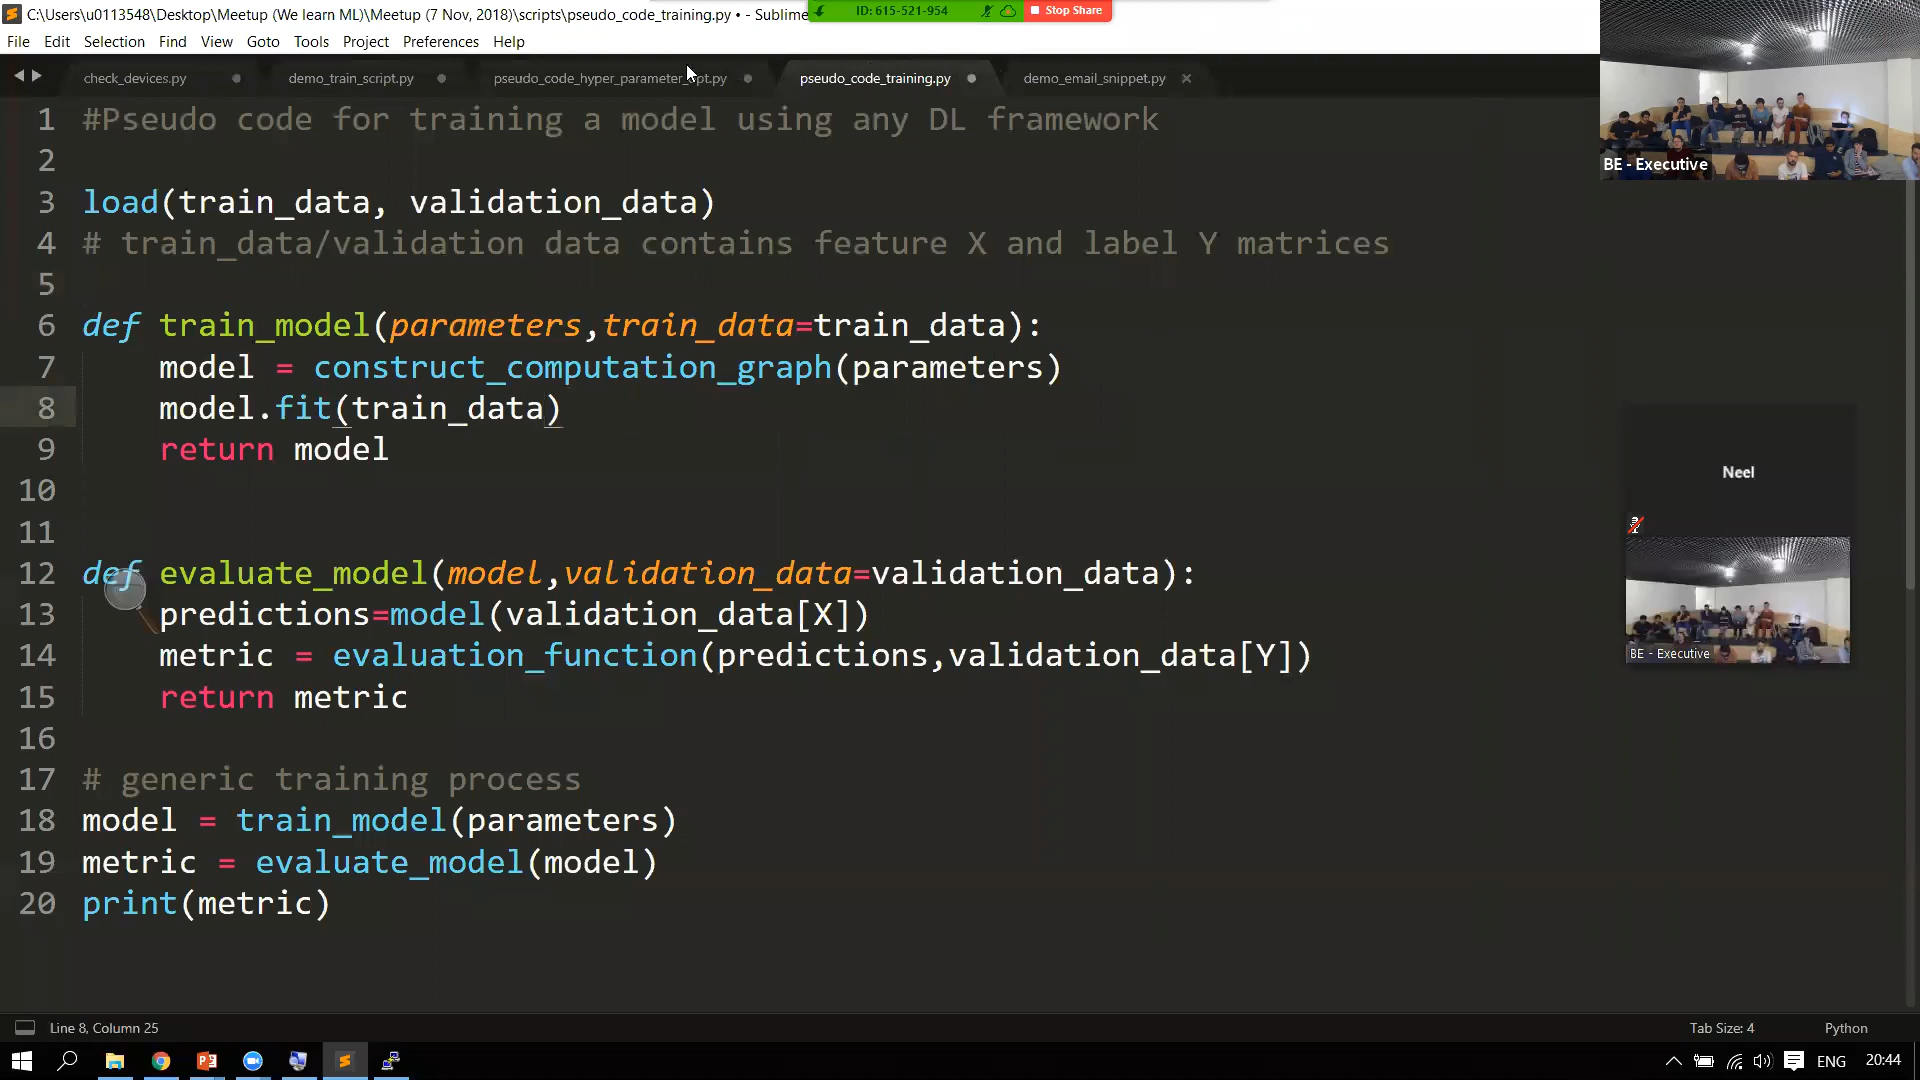 C:\Users\u0113548\Desktop\Meetup (We learn ML)\Meetup (7 Nov, 2018)\scripts\pseudo_code_training.py • - Sublime
ID: 615-521-954
Stop Share
File Edit Selection Find View Goto Tools Project Preferences Help
check_devices.py demo_train_script.py pseudo_code_hyper_parameter_opt.py pseudo_code_training.py demo_email_snippet.py
1 #Pseudo code for training a model using any DL framework
2
3 load(train_data, validation_data)
4 # train_data/validation data contains feature X and label Y matrices
5
6 def train_model(parameters,train_data=train_data):
7 model = construct_computation_graph(parameters)
8 model.fit(train_data)
9 return model
10
11
12 def evaluate_model(model,validation_data=validation_data):
13 predictions=model(validation_data[X])
14 metric = evaluation_function(predictions,validation_data[Y])
15 return metric
16
17 # generic training process
18 model = train_model(parameters)
19 metric = evaluate_model(model)
20 print(metric)
BE - Executive
Neel
BE - Executive
Line 8, Column 25
Tab Size: 4
Python
ENG
20:44